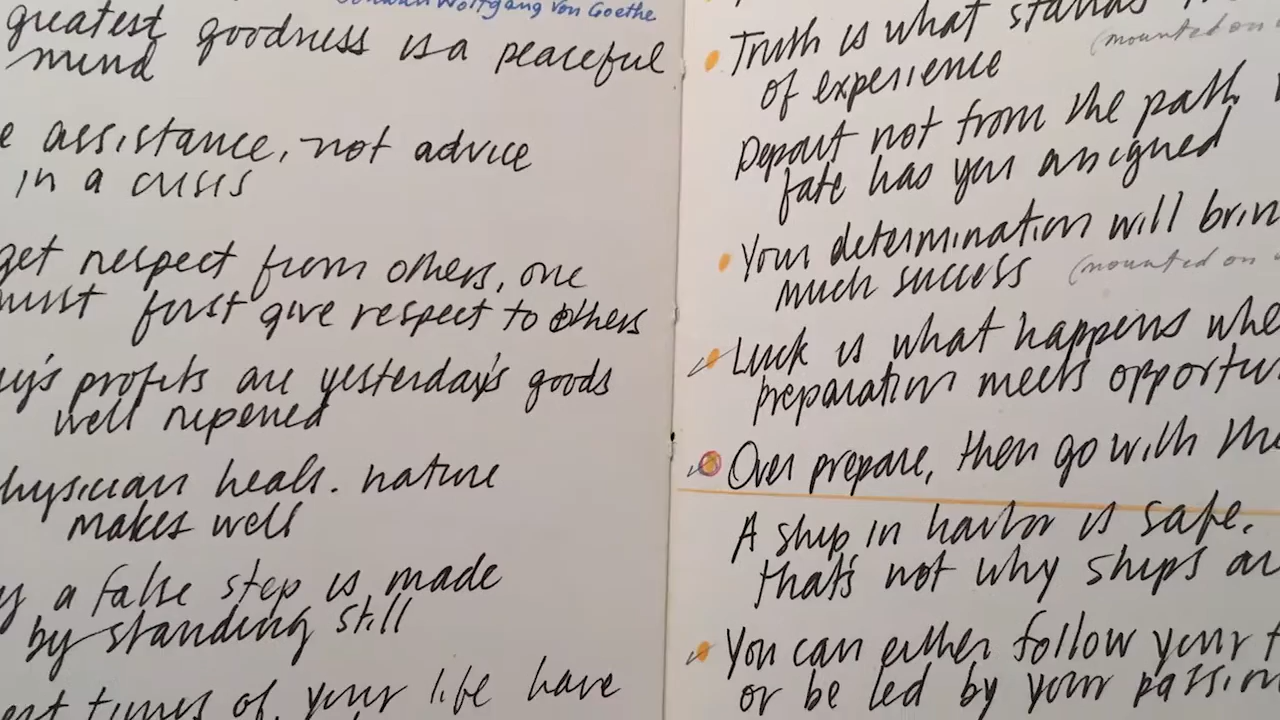 Johann Wolfgang Von Goethe
greatest goodness is a peaceful
mind
assistance, not advice
in a crisis
get respect from others, one
must first give respect to others
profits are yesterday's goods
well ripened
physician heals. nature
makes well
a false step is made
by standing still
times of your life have
Truth is what stands
(mounted on
of experience
Depart not from the path
fate has you assigned
Your determination will brin
much success (mounted on
Luck is what happens whe
preparation meets opportun
Over prepare, then go with the
A ship in harbor is safe.
that's not why ships ar
You can either follow your f
or be led by your passion